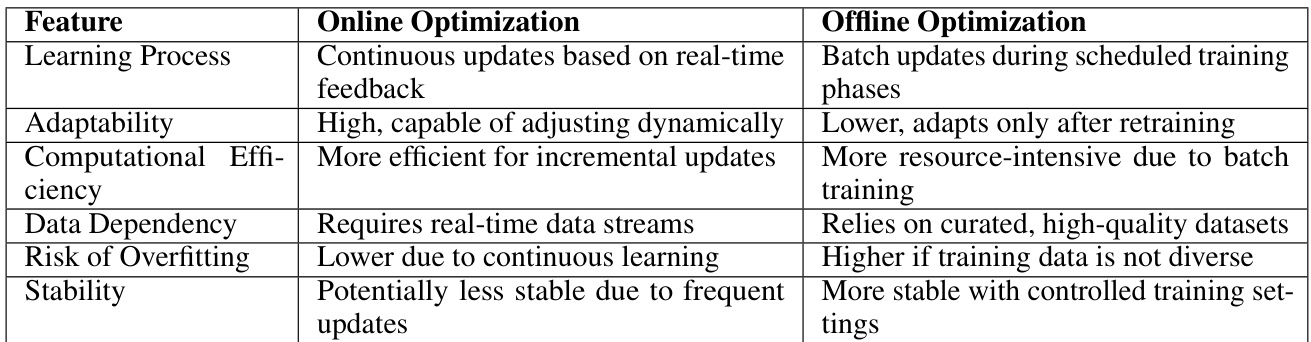 Feature Online Optimization Offline Optimization
Learning Process Continuous updates based on real-time Batch updates during scheduled training
feedback phases
Adaptability High, capable of adjusting dynamically Lower, adapts only after retraining
Computational Effi- More efficient for incremental updates More resource-intensive due to batch
ciency training
Data Dependency Requires real-time data streams Relies on curated, high-quality datasets
Risk of Overfitting Lower due to continuous learning Higher if training data is not diverse
Stability Potentially less stable due to frequent More stable with controlled training set-
updates tings